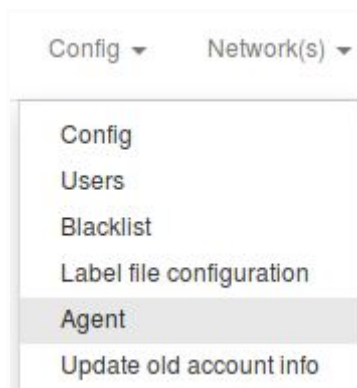 Config Network(s)
Config
Users
Blacklist
Label file configuration
Agent
Update old account info